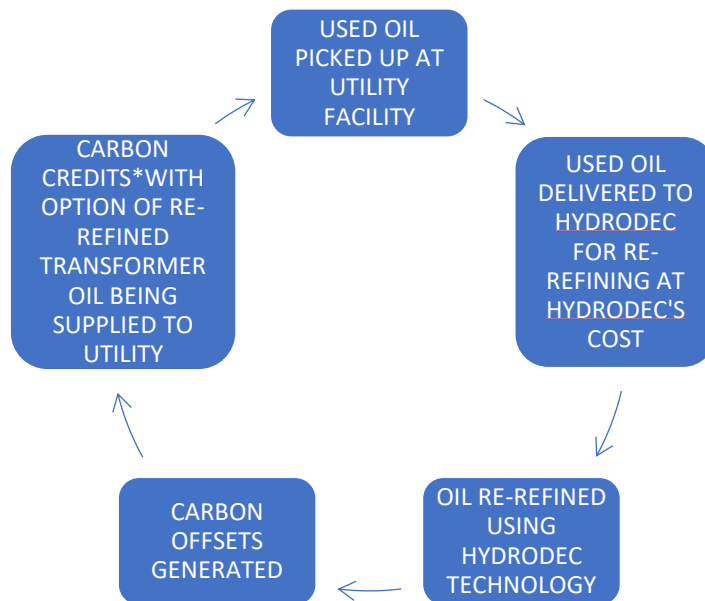 USED OIL
PICKED UP AT
UTILITY
FACILITY
USED OIL
DELIVERED TO
HYDRODEC
FOR RE-
REFINING AT
HYDRODEC'S
COST
OIL RE-REFINED
USING
HYDRODEC
TECHNOLOGY
CARBON
OFFSETS
GENERATED
CARBON
CREDITS*WITH
OPTION OF RE-
REFINED
TRANSFORMER
OIL BEING
SUPPLIED TO
UTILITY